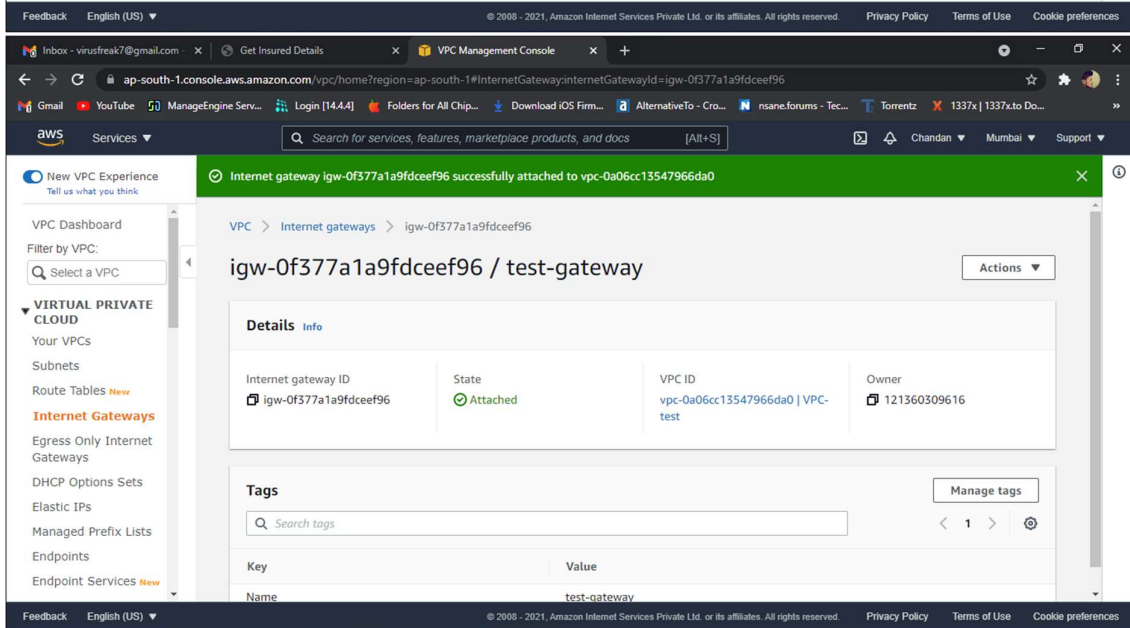 Feedback English (US) ▼ © 2008 - 2021, Amazon Internet Services Private Ltd. or its affiliates. All rights reserved. Privacy Policy Terms of Use Cookie preferences
Inbox - virusfreak7@gmail.com - Get Insured Details VPC Management Console
ap-south-1.console.aws.amazon.com/vpc/home?region=ap-south-1#InternetGateway:internetGatewayId=igw-0f377a1a9fdceef96
Gmail YouTube ManageEngine Serv... Login [14.4.4] Folders for All Chip... Download iOS Firm... AlternativeTo - Cro... nsane.forums - Tec... Torrentz 1337x | 1337x.to Do... »
aws Services ▼ Search for services, features, marketplace products, and docs [Alt+S] Chandan ▼ Mumbai ▼ Support ▼
New VPC Experience
Tell us what you think
Internet gateway igw-0f377a1a9fdceef96 successfully attached to vpc-0a06cc13547966da0
VPC Dashboard
Filter by VPC:
Select a VPC
VIRTUAL PRIVATE
CLOUD
Your VPCs
Subnets
Route Tables New
Internet Gateways
Egress Only Internet
Gateways
DHCP Options Sets
Elastic IPs
Managed Prefix Lists
Endpoints
Endpoint Services New
VPC > Internet gateways > igw-0f377a1a9fdceef96
igw-0f377a1a9fdceef96 / test-gateway
Actions ▼
Details Info
Internet gateway ID
igw-0f377a1a9fdceef96
State
Attached
VPC ID
vpc-0a06cc13547966da0 | VPC-
test
Owner
121360309616
Tags
Manage tags
Search tags
< 1 >
Key Value
Name test-gateway
Feedback English (US) ▼ © 2008 - 2021, Amazon Internet Services Private Ltd. or its affiliates. All rights reserved. Privacy Policy Terms of Use Cookie preferences